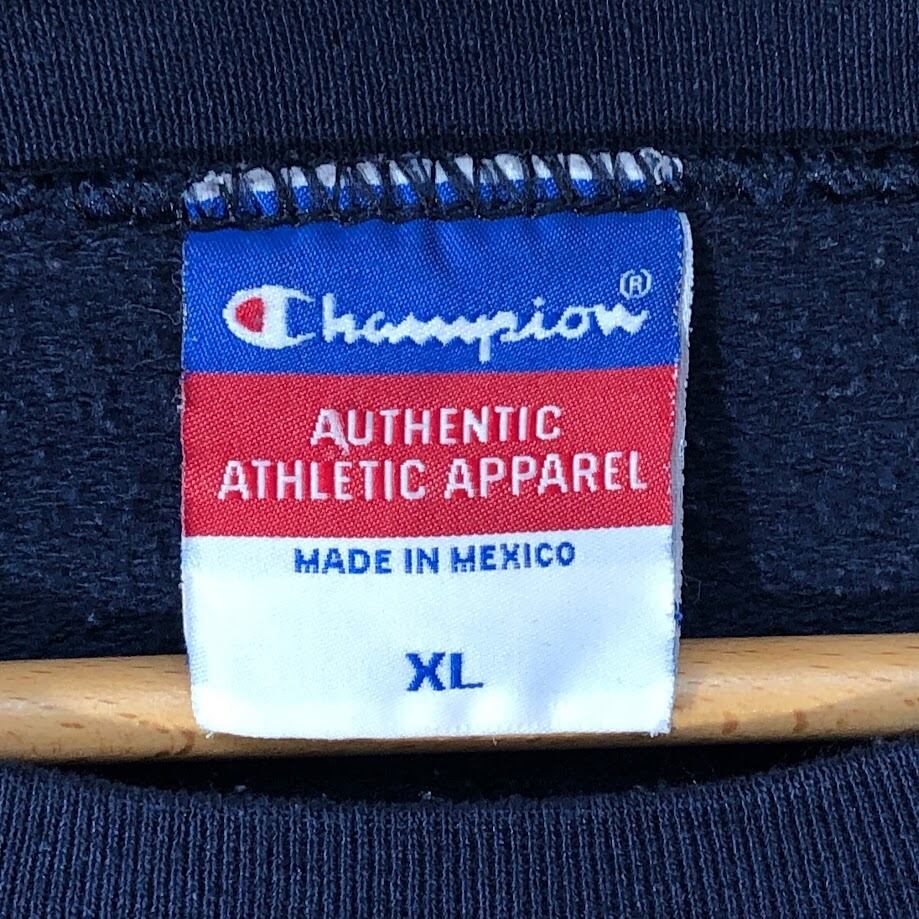 Champion®
AUTHENTIC
ATHLETIC APPAREL
MADE IN MEXICO
XL